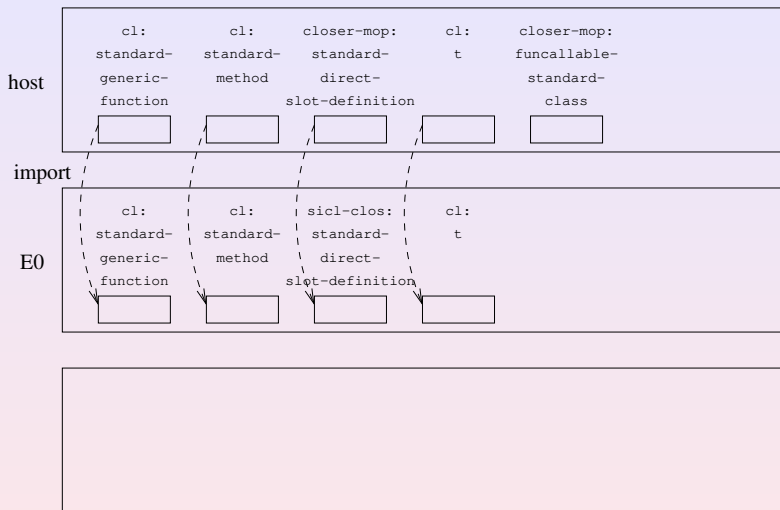 cl: cl: closer-mop: cl: closer-mop:
standard- standard- standard- t funcallable-
generic- method direct- standard-
function slot-definition class
host
import
cl: cl: sicl-clos: cl:
standard- standard- standard- t
generic- method direct-
function slot-definition
E0